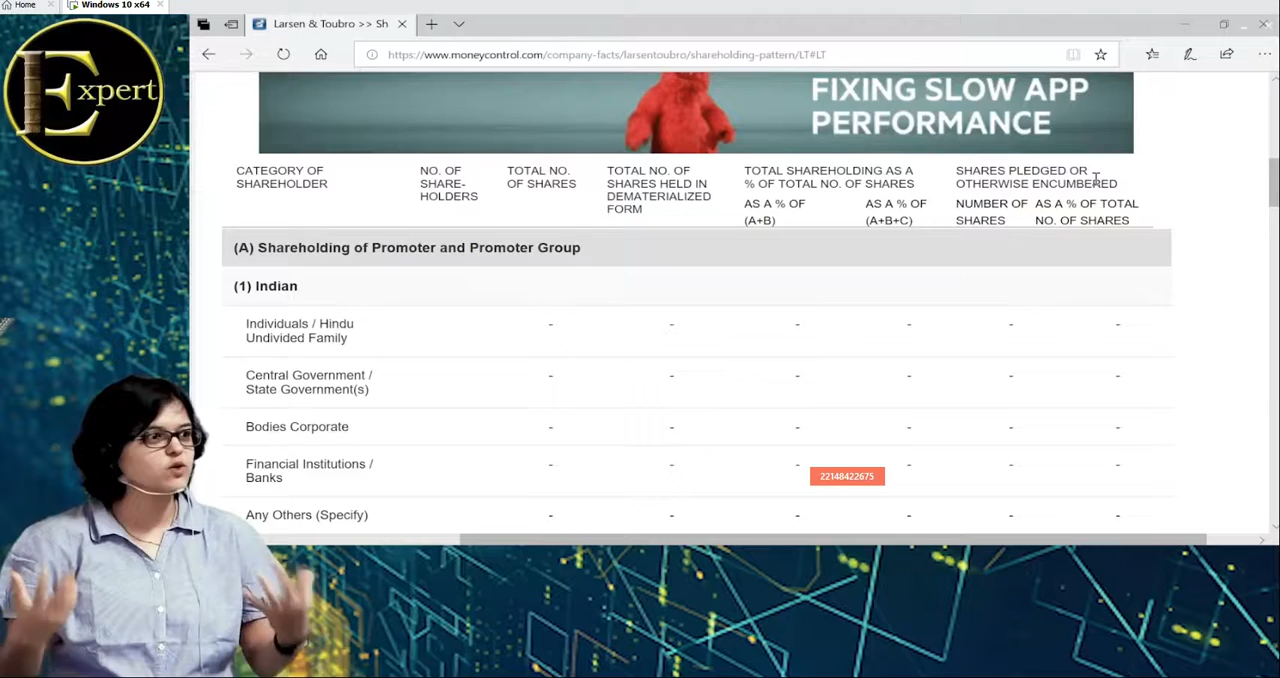 Home
Windows 10 x64
Larsen & Toubro >> Sh
https://www.moneycontrol.com/company-facts/larsentoubro/shareholding-pattern/LT#LT
Expert
FIXING SLOW APP
PERFORMANCE
CATEGORY OF
SHAREHOLDER
NO. OF
SHARE-
HOLDERS
TOTAL NO.
OF SHARES
TOTAL NO. OF
SHARES HELD IN
DEMATERIALIZED
FORM
TOTAL SHAREHOLDING AS A
% OF TOTAL NO. OF SHARES
AS A % OF
(A+B)
AS A % OF
(A+B+C)
SHARES PLEDGED OR
OTHERWISE ENCUMBERED
NUMBER OF
SHARES
AS A % OF TOTAL
NO. OF SHARES
(A) Shareholding of Promoter and Promoter Group
(1) Indian
Individuals / Hindu
Undivided Family
- - - - - -
Central Government /
State Government(s)
- - - - - -
Bodies Corporate - - - - - -
Financial Institutions /
Banks
- - - - - -
22148422675
Any Others (Specify) - - - - - -